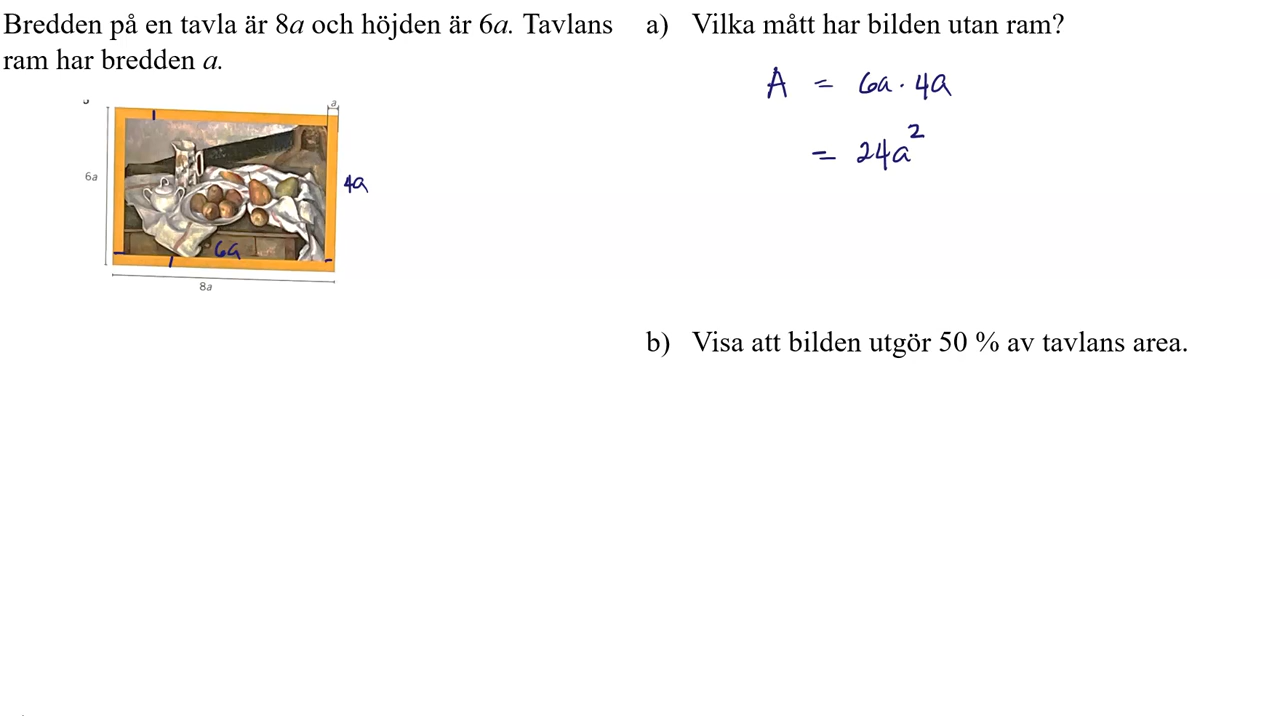 Bredden på en tavla är 8a och höjden är 6a. Tavlans
ram har bredden a.
a
6a
4a
6a
8a
a) Vilka mått har bilden utan ram?
A = 6a · 4a
= 24a²
b) Visa att bilden utgör 50 % av tavlans area.